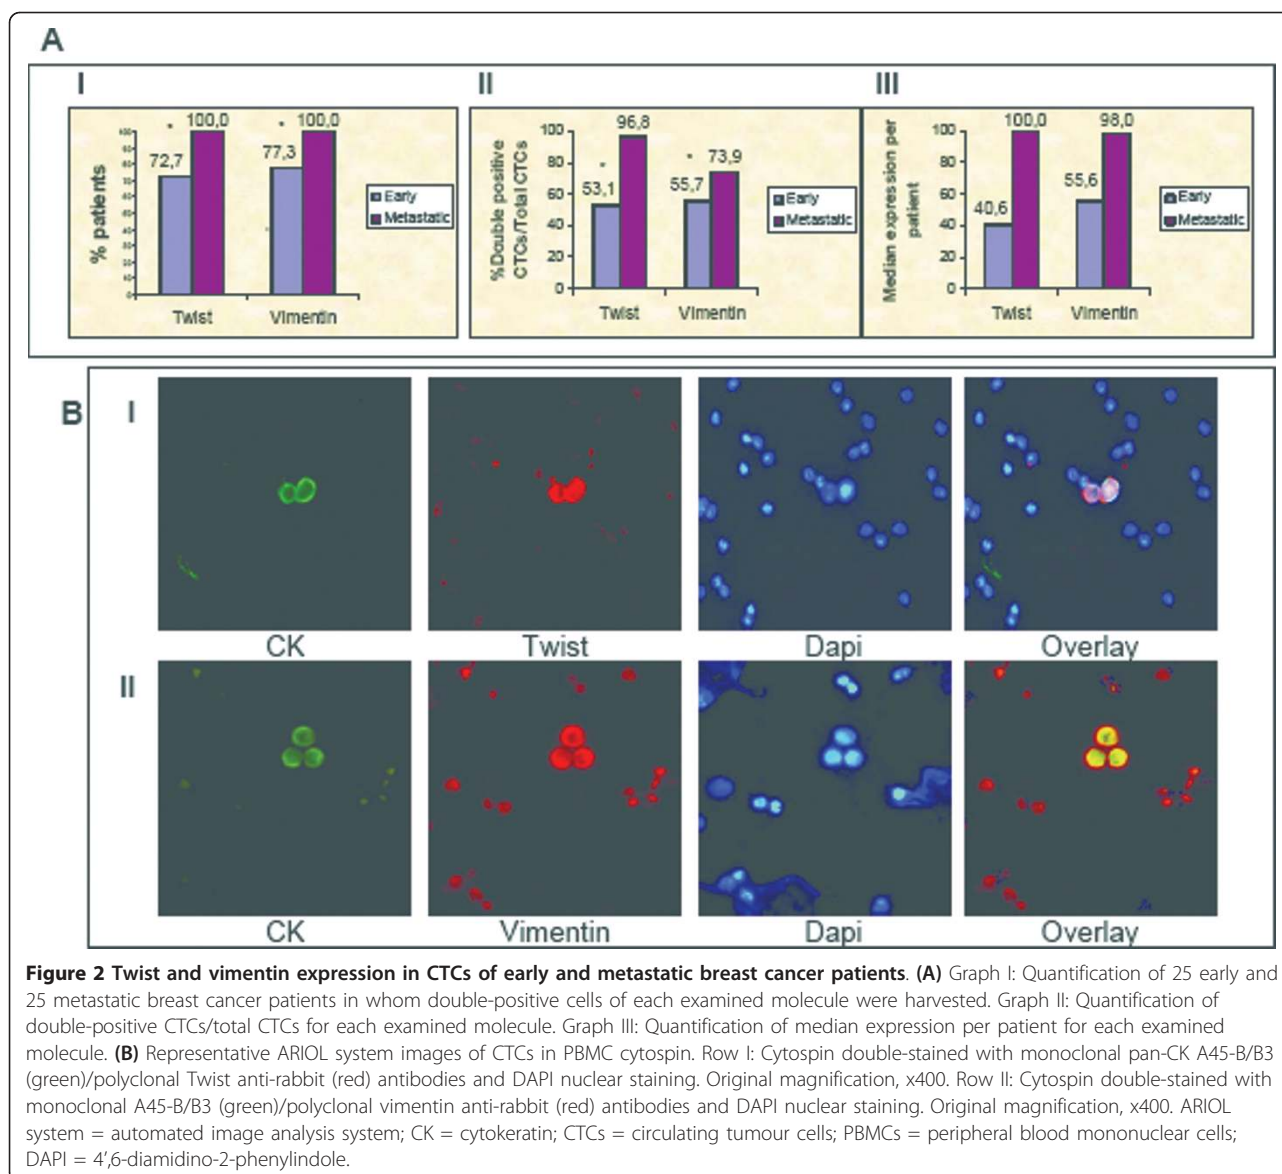 A
I
II
III
% patients
100
90
80
70
60
50
40
30
20
10
0
72,7
*
100,0
77,3
*
100,0
Twist
Vimentin
Early
Metastatic
%Double positive
CTCs/Total CTCs
100
80
60
40
20
0
53,1
*
96,8
55,7
*
73,9
Twist
Vimentin
Early
Metastatic
Median expression per
patient
100
80
60
40
20
0
40,6
100,0
55,6
98,0
Twist
Vimentin
Early
Metastatic
B
I
CK
Twist
Dapi
Overlay
II
CK
Vimentin
Dapi
Overlay
Figure 2 Twist and vimentin expression in CTCs of early and metastatic breast cancer patients. (A) Graph I: Quantification of 25 early and
25 metastatic breast cancer patients in whom double-positive cells of each examined molecule were harvested. Graph II: Quantification of
double-positive CTCs/total CTCs for each examined molecule. Graph III: Quantification of median expression per patient for each examined
molecule. (B) Representative ARIOL system images of CTCs in PBMC cytospin. Row I: Cytospin double-stained with monoclonal pan-CK A45-B/B3
(green)/polyclonal Twist anti-rabbit (red) antibodies and DAPI nuclear staining. Original magnification, x400. Row II: Cytospin double-stained with
monoclonal A45-B/B3 (green)/polyclonal vimentin anti-rabbit (red) antibodies and DAPI nuclear staining. Original magnification, x400. ARIOL
system = automated image analysis system; CK = cytokeratin; CTCs = circulating tumour cells; PBMCs = peripheral blood mononuclear cells;
DAPI = 4',6-diamidino-2-phenylindole.